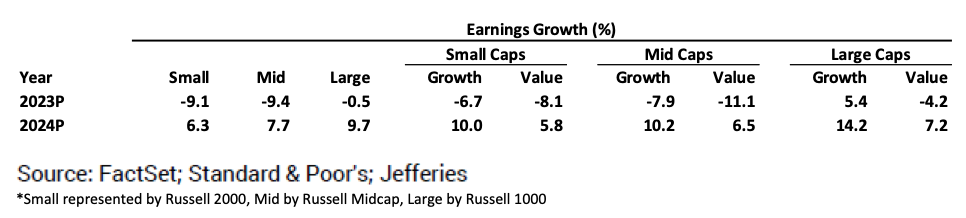 Earnings Growth (%)
Small Caps Mid Caps Large Caps
Year Small Mid Large Growth Value Growth Value Growth Value
2023P -9.1 -9.4 -0.5 -6.7 -8.1 -7.9 -11.1 5.4 -4.2
2024P 6.3 7.7 9.7 10.0 5.8 10.2 6.5 14.2 7.2
Source: FactSet; Standard & Poor's; Jefferies
*Small represented by Russell 2000, Mid by Russell Midcap, Large by Russell 1000